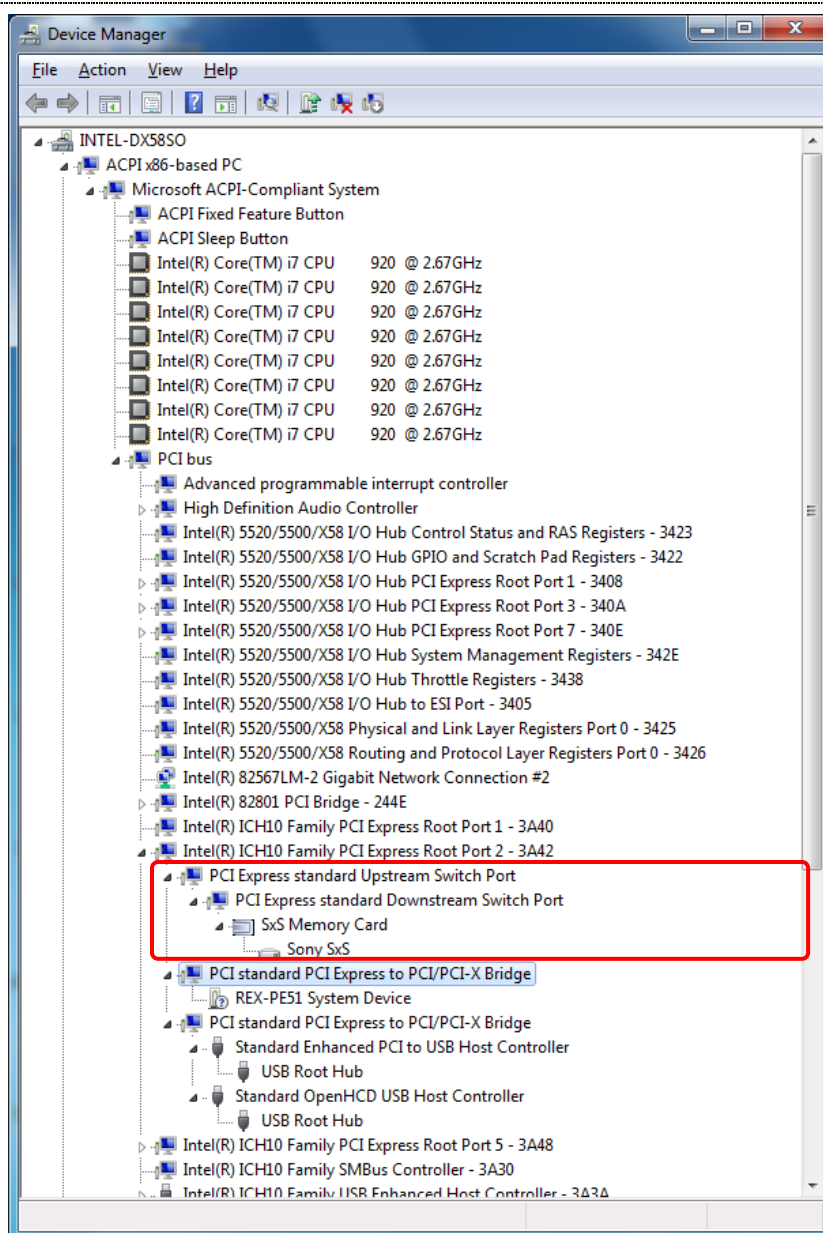 Device Manager
File Action View Help
INTEL-DX58SO
ACPI x86-based PC
Microsoft ACPI-Compliant System
ACPI Fixed Feature Button
ACPI Sleep Button
Intel(R) Core(TM) i7 CPU 920 @ 2.67GHz
Intel(R) Core(TM) i7 CPU 920 @ 2.67GHz
Intel(R) Core(TM) i7 CPU 920 @ 2.67GHz
Intel(R) Core(TM) i7 CPU 920 @ 2.67GHz
Intel(R) Core(TM) i7 CPU 920 @ 2.67GHz
Intel(R) Core(TM) i7 CPU 920 @ 2.67GHz
Intel(R) Core(TM) i7 CPU 920 @ 2.67GHz
Intel(R) Core(TM) i7 CPU 920 @ 2.67GHz
PCI bus
Advanced programmable interrupt controller
High Definition Audio Controller
Intel(R) 5520/5500/X58 I/O Hub Control Status and RAS Registers - 3423
Intel(R) 5520/5500/X58 I/O Hub GPIO and Scratch Pad Registers - 3422
Intel(R) 5520/5500/X58 I/O Hub PCI Express Root Port 1 - 3408
Intel(R) 5520/5500/X58 I/O Hub PCI Express Root Port 3 - 340A
Intel(R) 5520/5500/X58 I/O Hub PCI Express Root Port 7 - 340E
Intel(R) 5520/5500/X58 I/O Hub System Management Registers - 342E
Intel(R) 5520/5500/X58 I/O Hub Throttle Registers - 3438
Intel(R) 5520/5500/X58 I/O Hub to ESI Port - 3405
Intel(R) 5520/5500/X58 Physical and Link Layer Registers Port 0 - 3425
Intel(R) 5520/5500/X58 Routing and Protocol Layer Registers Port 0 - 3426
Intel(R) 82567LM-2 Gigabit Network Connection #2
Intel(R) 82801 PCI Bridge - 244E
Intel(R) ICH10 Family PCI Express Root Port 1 - 3A40
Intel(R) ICH10 Family PCI Express Root Port 2 - 3A42
PCI Express standard Upstream Switch Port
PCI Express standard Downstream Switch Port
SxS Memory Card
Sony SxS
PCI standard PCI Express to PCI/PCI-X Bridge
REX-PE51 System Device
PCI standard PCI Express to PCI/PCI-X Bridge
Standard Enhanced PCI to USB Host Controller
USB Root Hub
Standard OpenHCD USB Host Controller
USB Root Hub
Intel(R) ICH10 Family PCI Express Root Port 5 - 3A48
Intel(R) ICH10 Family SMBus Controller - 3A30
Intel(R) ICH10 Family USB Enhanced Host Controller - 3A3A